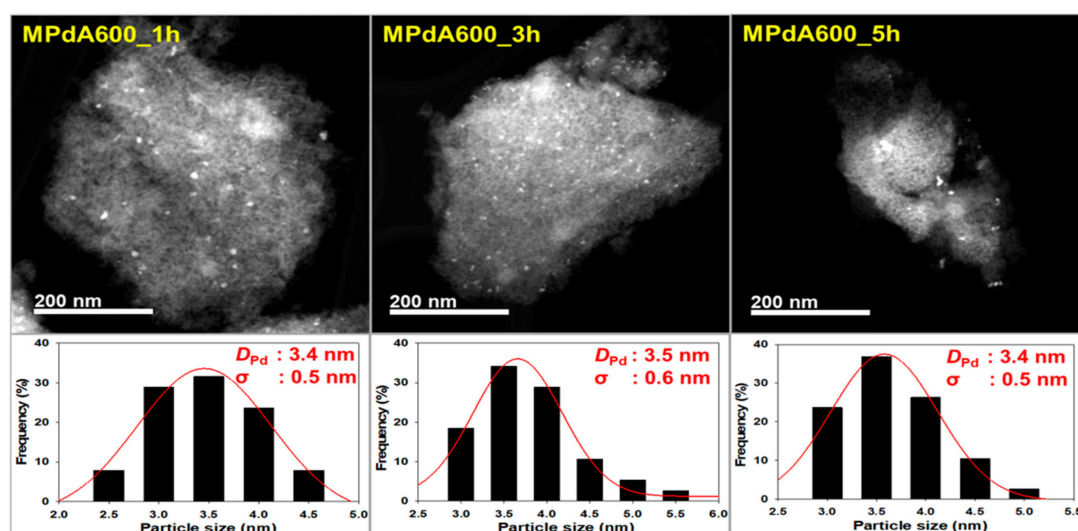 MPdA600_1h
MPdA600_3h
MPdA600_5h
200 nm
200 nm
200 nm
D_Pd : 3.4 nm
σ : 0.5 nm
Frequency (%)
40
30
20
10
0
2.0 2.5 3.0 3.5 4.0 4.5 5.0
Particle size (nm)
D_Pd : 3.5 nm
σ : 0.6 nm
Frequency (%)
40
30
20
10
0
2.5 3.0 3.5 4.0 4.5 5.0 5.5 6.0
Particle size (nm)
D_Pd : 3.4 nm
σ : 0.5 nm
Frequency (%)
40
30
20
10
0
2.5 3.0 3.5 4.0 4.5 5.0 5.5
Particle size (nm)